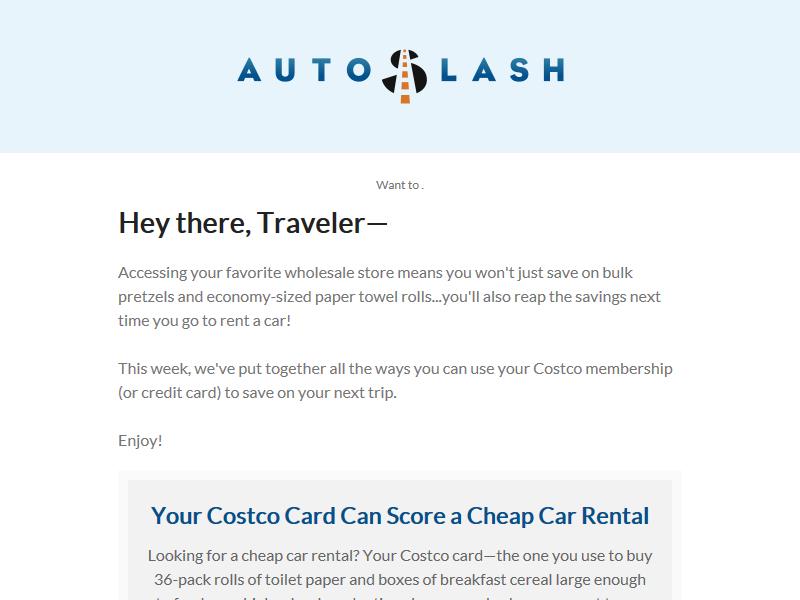 AUTOSLASH
Want to .
Hey there, Traveler—
Accessing your favorite wholesale store means you won't just save on bulk
pretzels and economy-sized paper towel rolls...you'll also reap the savings next
time you go to rent a car!
This week, we've put together all the ways you can use your Costco membership
(or credit card) to save on your next trip.
Enjoy!
Your Costco Card Can Score a Cheap Car Rental
Looking for a cheap car rental? Your Costco card—the one you use to buy
36-pack rolls of toilet paper and boxes of breakfast cereal large enough